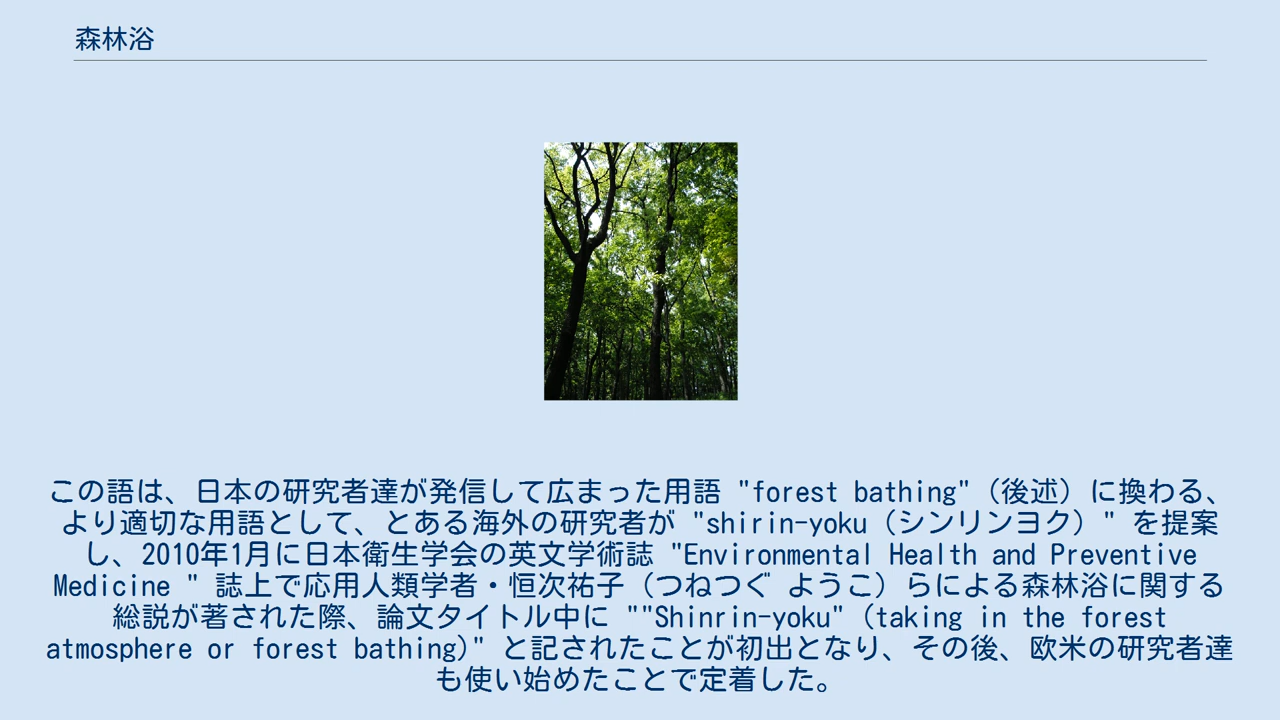 森林浴
この語は、日本の研究者達が発信して広まった用語 "forest bathing"（後述）に換わる、
より適切な用語として、とある海外の研究者が "shirin-yoku（シンリンヨク）" を提案
し、2010年1月に日本衛生学会の英文学術誌 "Environmental Health and Preventive
Medicine " 誌上で応用人類学者・恒次祐子（つねつぐ ようこ）らによる森林浴に関する
総説が著された際、論文タイトル中に ""Shinrin-yoku"（taking in the forest
atmosphere or forest bathing)" と記されたことが初出となり、その後、欧米の研究者達
も使い始めたことで定着した。